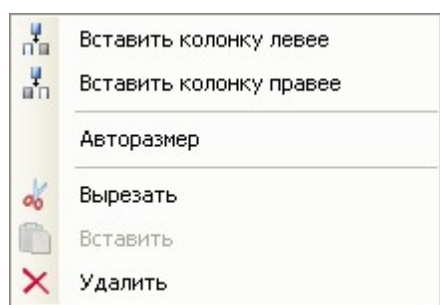 Вставить колонку левее
Вставить колонку правее
Авторазмер
Вырезать
Вставить
Удалить